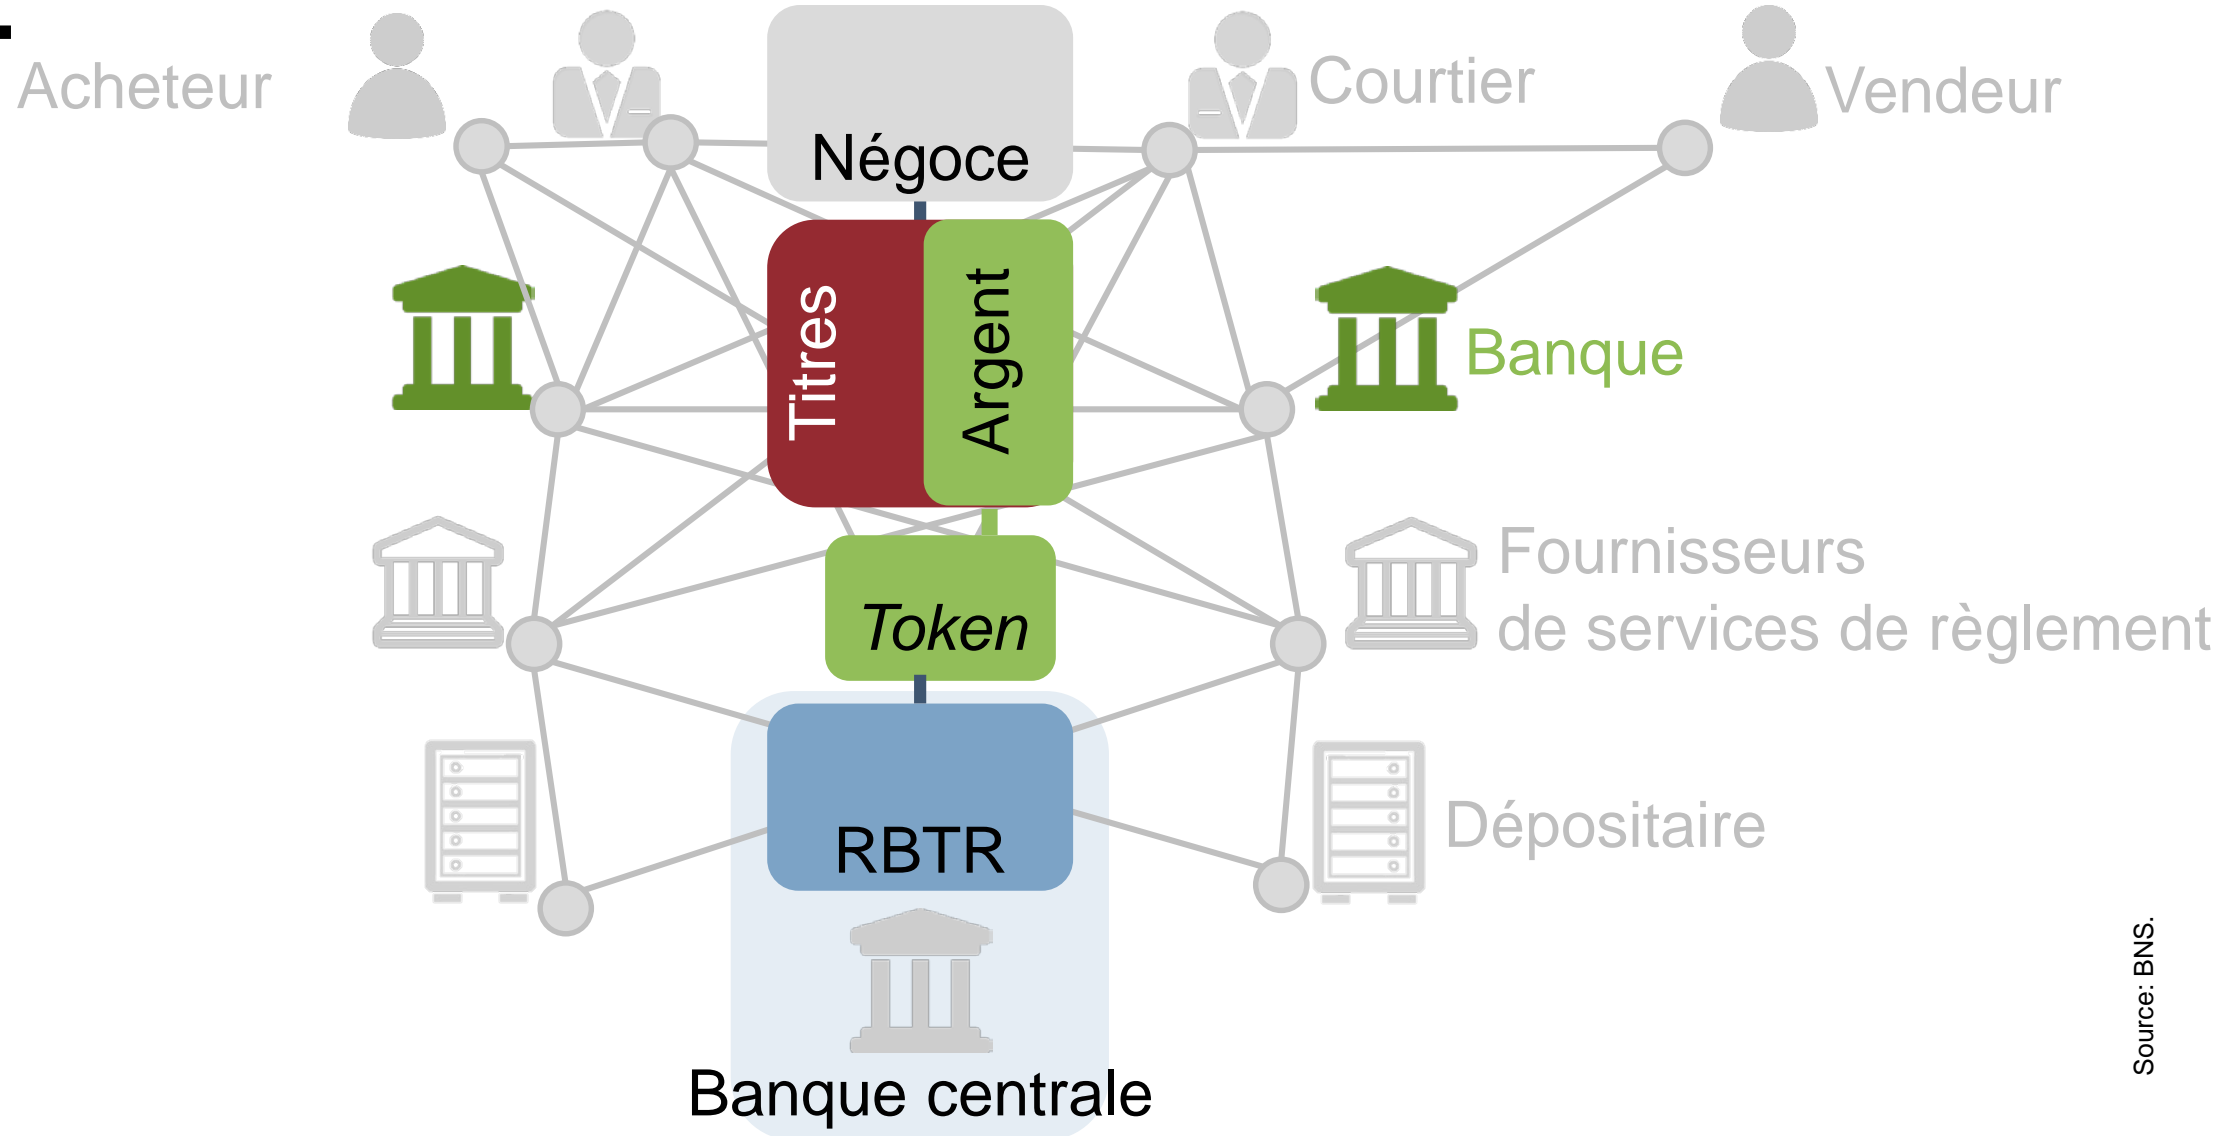 Acheteur
Courtier
Vendeur
Négoce
Titres
Argent
Banque
Token
Fournisseurs
de services de règlement
RBTR
Dépositaire
Banque centrale
Source: BNS.